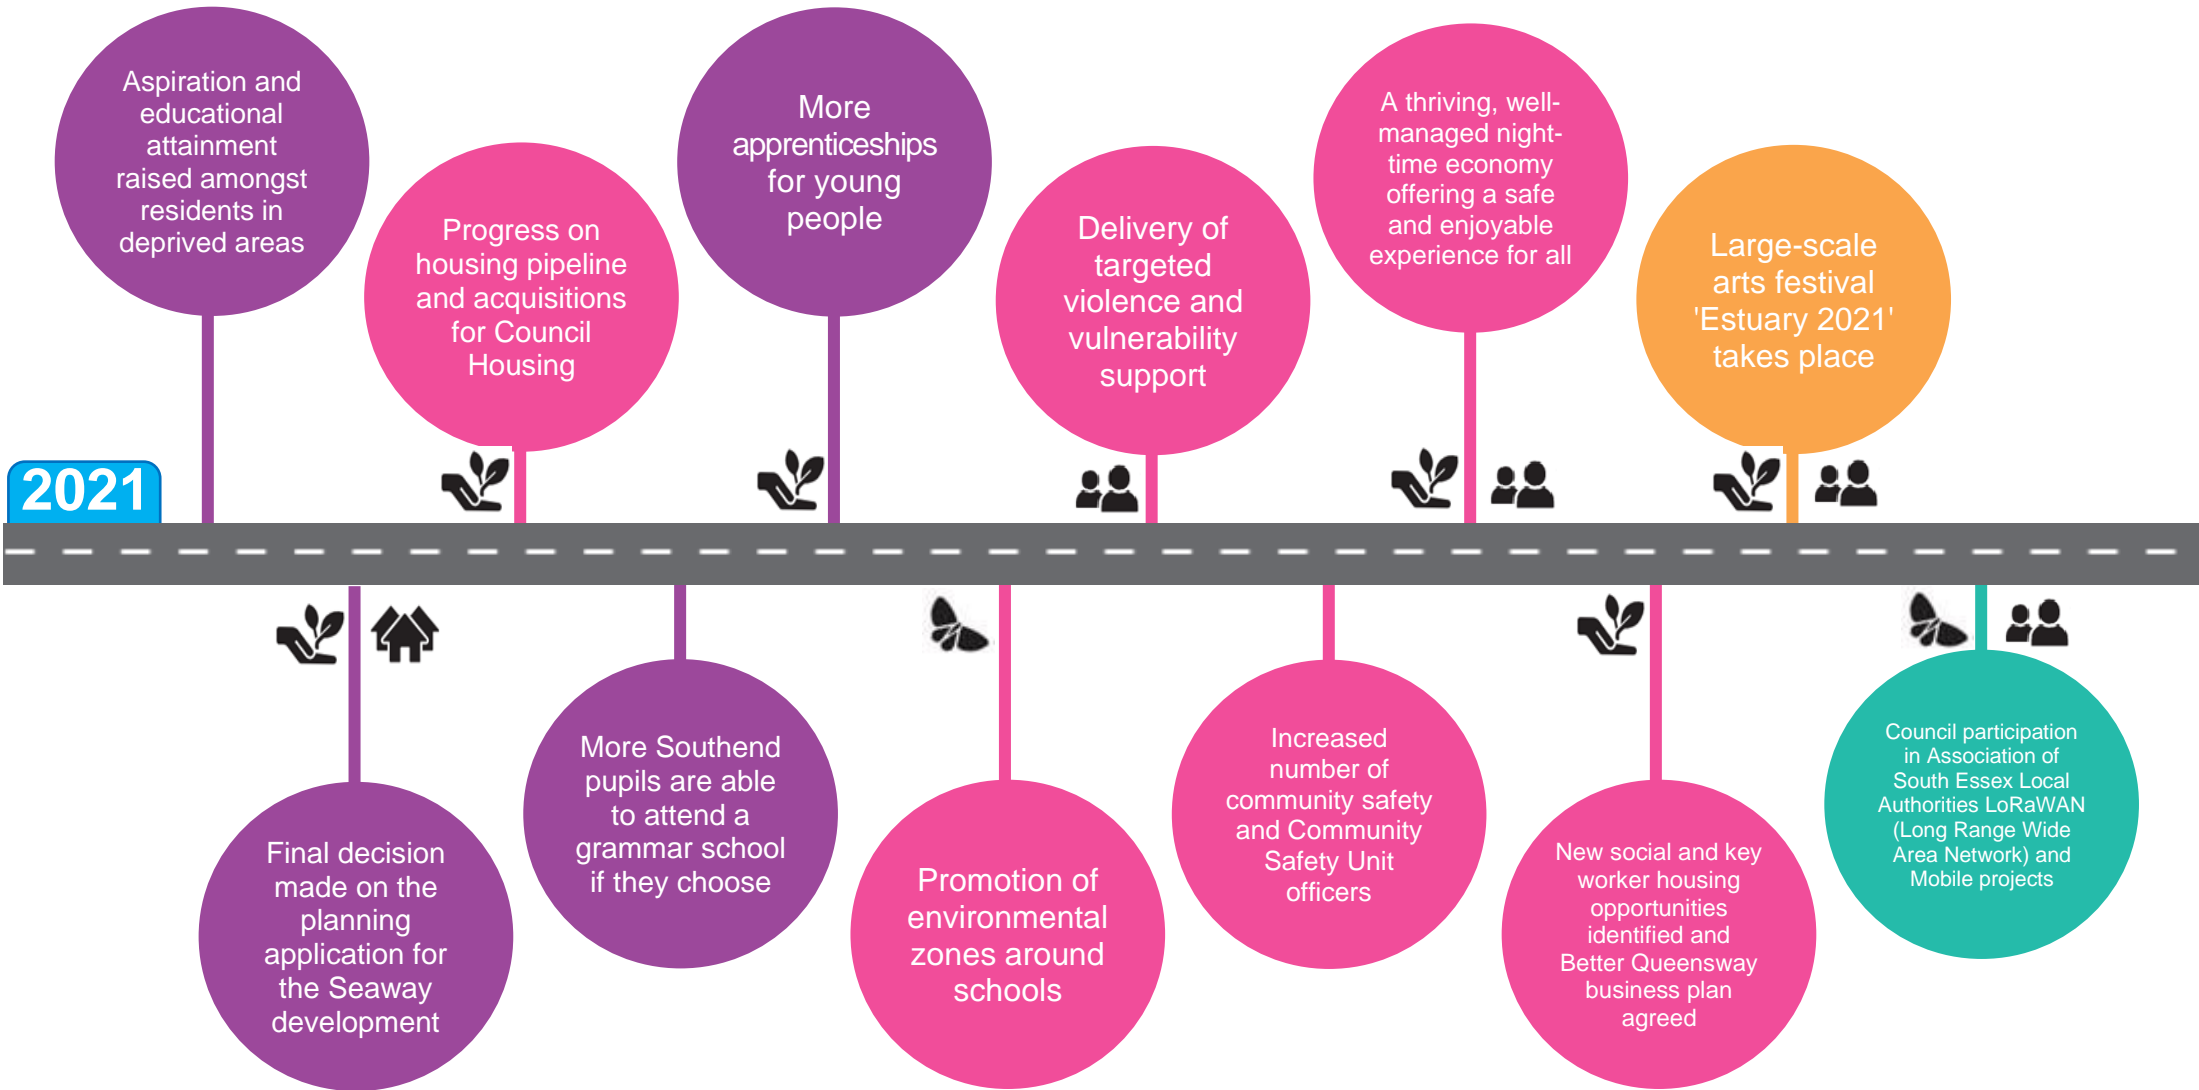 2021
Aspiration and
educational
attainment
raised amongst
residents in
deprived areas
Progress on
housing pipeline
and acquisitions
for Council
Housing
More
apprenticeships
for young
people
Delivery of
targeted
violence and
vulnerability
support
A thriving, well-
managed night-
time economy
offering a safe
and enjoyable
experience for all
Large-scale
arts festival
'Estuary 2021'
takes place
Final decision
made on the
planning
application for
the Seaway
development
More Southend
pupils are able
to attend a
grammar school
if they choose
Promotion of
environmental
zones around
schools
Increased
number of
community safety
and Community
Safety Unit
officers
New social and key
worker housing
opportunities
identified and
Better Queensway
business plan
agreed
Council participation
in Association of
South Essex Local
Authorities LoRaWAN
(Long Range Wide
Area Network) and
Mobile projects